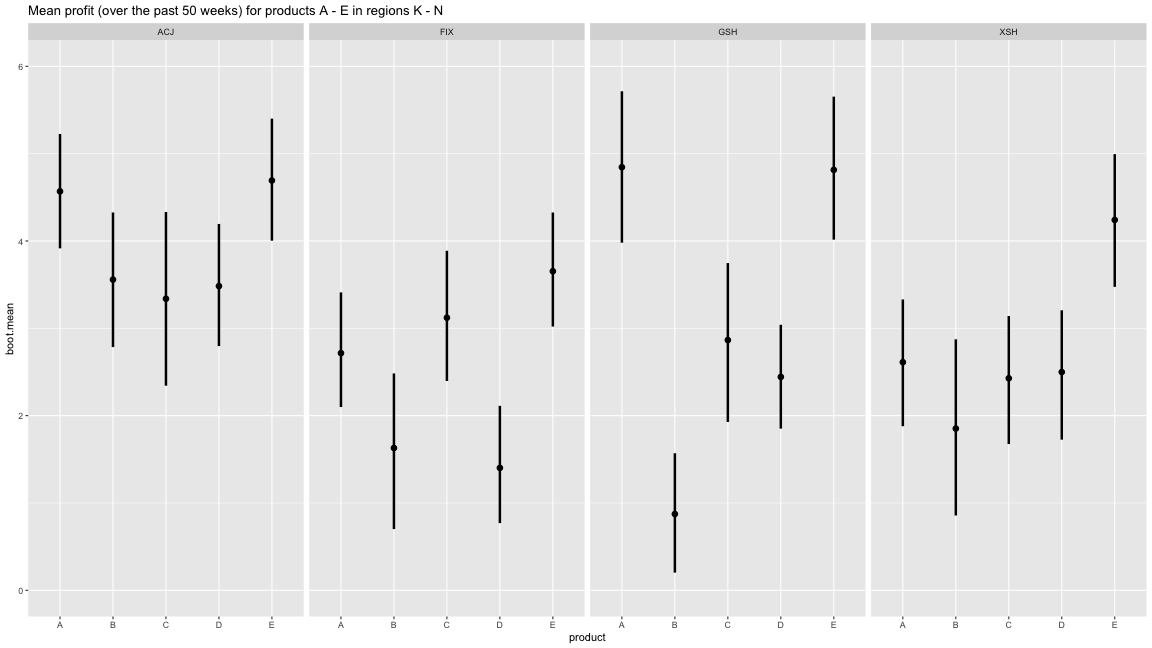 Mean profit (over the past 50 weeks) for products A - E in regions K - N
ACJ FIX GSH XSH
6
4
2
0
boot.mean
A B C D E A B C D E A B C D E A B C D E
product